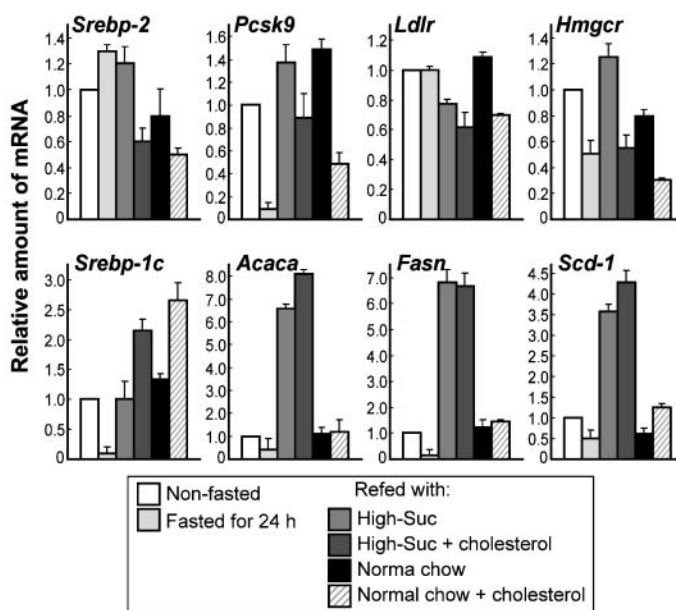 Srebp-2 Pcsk9 Ldlr Hmgcr
1.4 1.6 1.2 1.4
1.2 1.4 1.0 1.2
1.0 1.2 0.8 1.0
0.8 1.0 0.6 0.8
0.6 0.8 0.4 0.6
0.4 0.6 0.2 0.4
0.2 0.4 0 0.2
0 0.2 0
0
Relative amount of mRNA
Srebp-1c Acaca Fasn Scd-1
3.0 8.0 7.0 4.5
2.5 7.0 6.0 4.0
2.0 6.0 5.0 3.5
1.5 5.0 4.0 3.0
1.0 4.0 3.0 2.5
0.5 3.0 2.0 2.0
0 2.0 1.0 1.5
1.0 0 1.0
0 0.5
0
Non-fasted
Fasted for 24 h
Refed with:
High-Suc
High-Suc + cholesterol
Norma chow
Normal chow + cholesterol